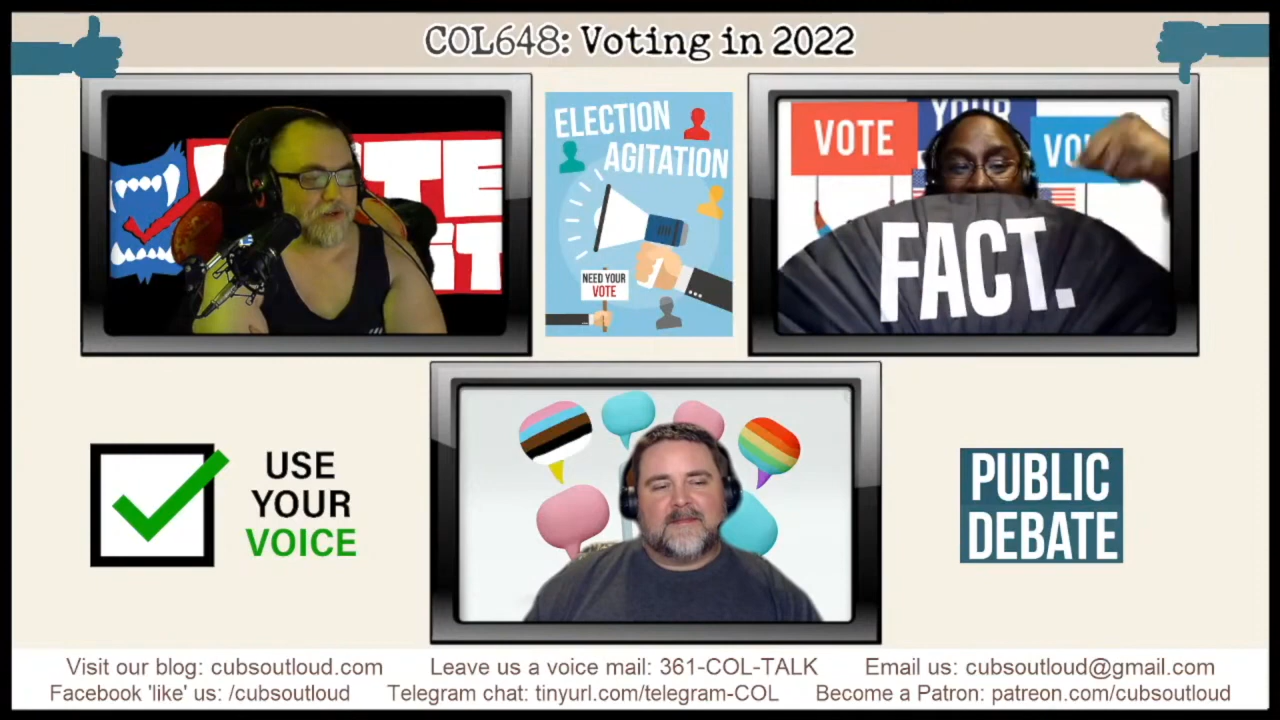 COL648: Voting in 2022
ELECTION
AGITATION
NEED YOUR
VOTE
VOTE
YOUR
FACT.
USE
YOUR
VOICE
PUBLIC
DEBATE
Visit our blog: cubsoutloud.com Leave us a voice mail: 361-COL-TALK Email us: cubsoutloud@gmail.com
Facebook 'like' us: /cubsoutloud Telegram chat: tinyurl.com/telegram-COL Become a Patron: patreon.com/cubsoutloud